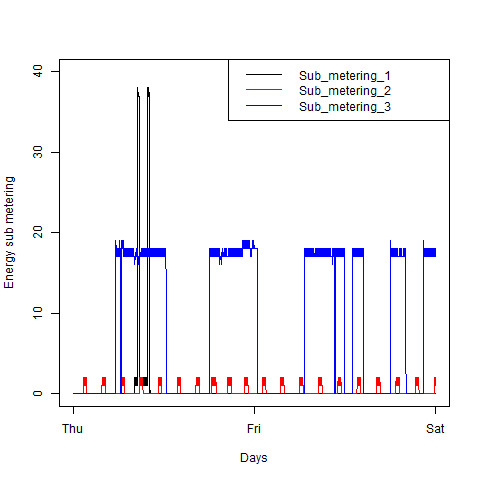 Sub_metering_1
Sub_metering_2
Sub_metering_3
40
30
20
10
0
Energy sub metering
Thu Fri Sat
Days